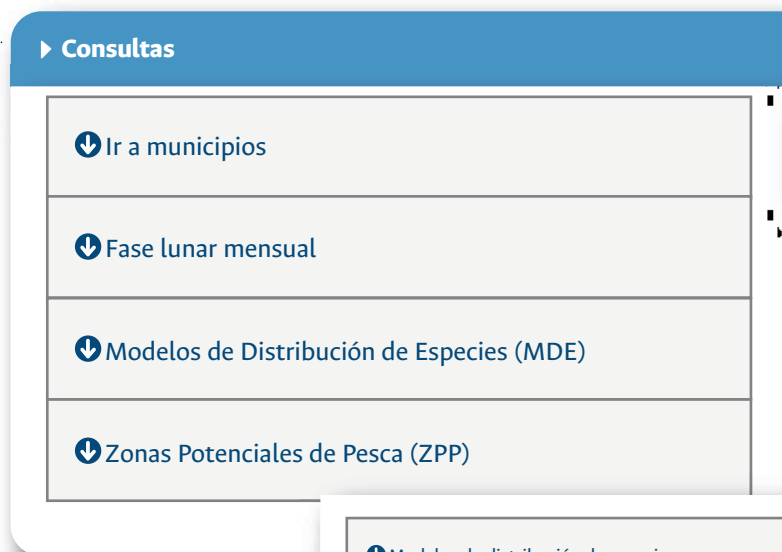 Consultas
Ir a municipios
Fase lunar mensual
Modelos de Distribución de Especies (MDE)
Zonas Potenciales de Pesca (ZPP)